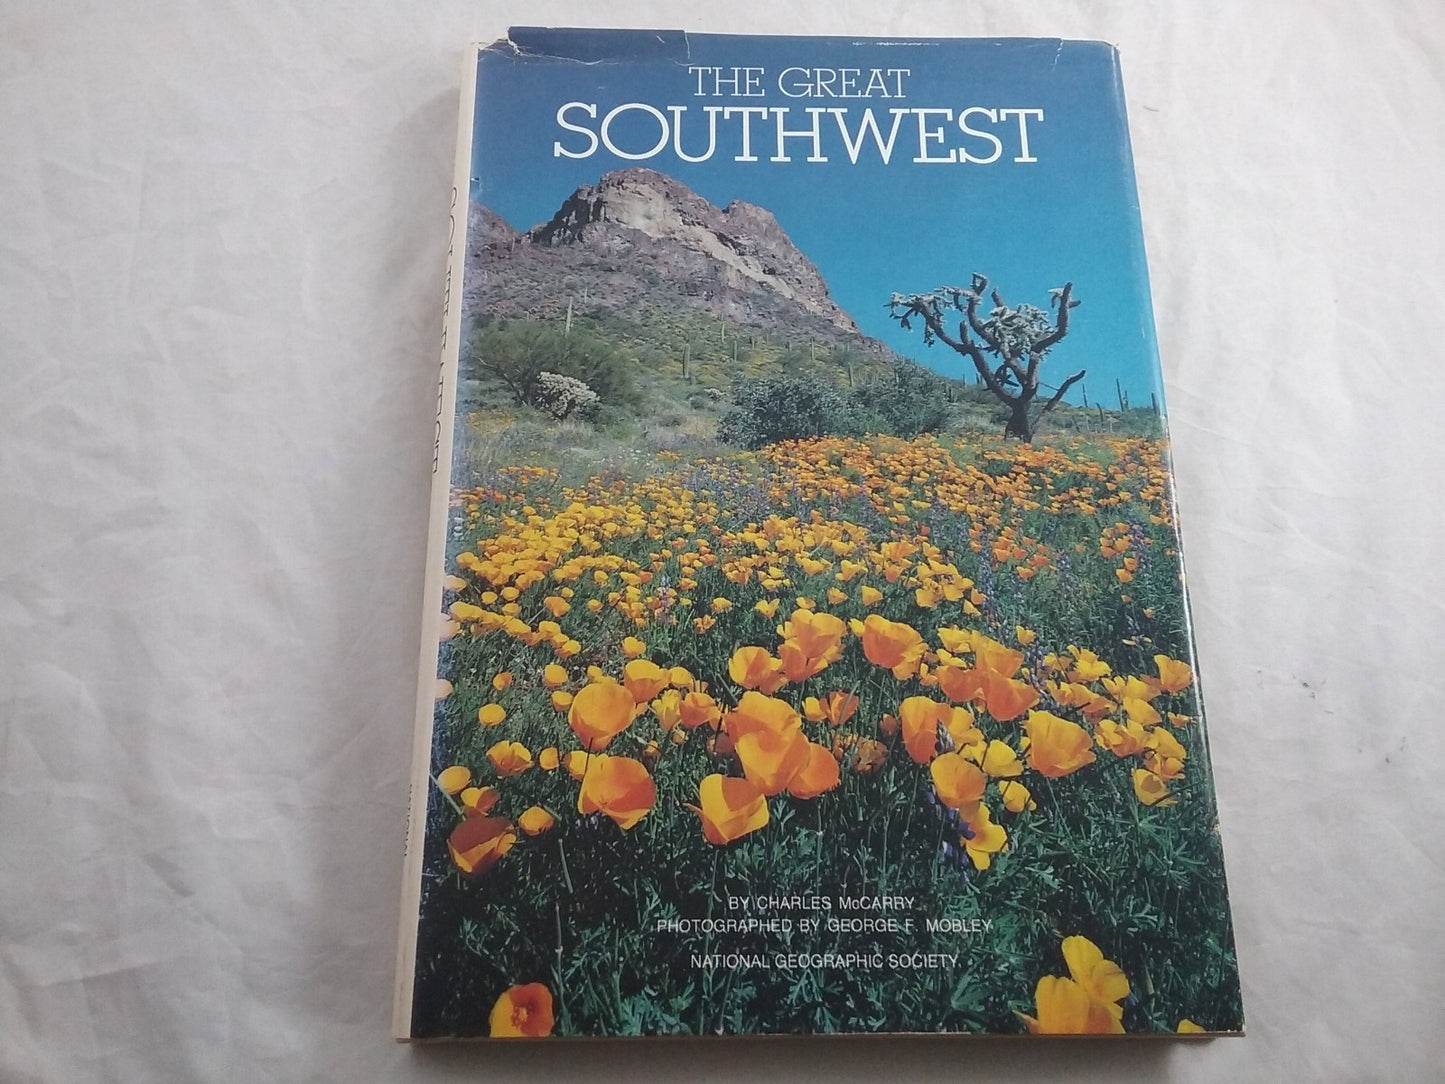 THE GREAT
SOUTHWEST
BY CHARLES McCARRY
PHOTOGRAPHED BY GEORGE F. MOBLEY
NATIONAL GEOGRAPHIC SOCIETY